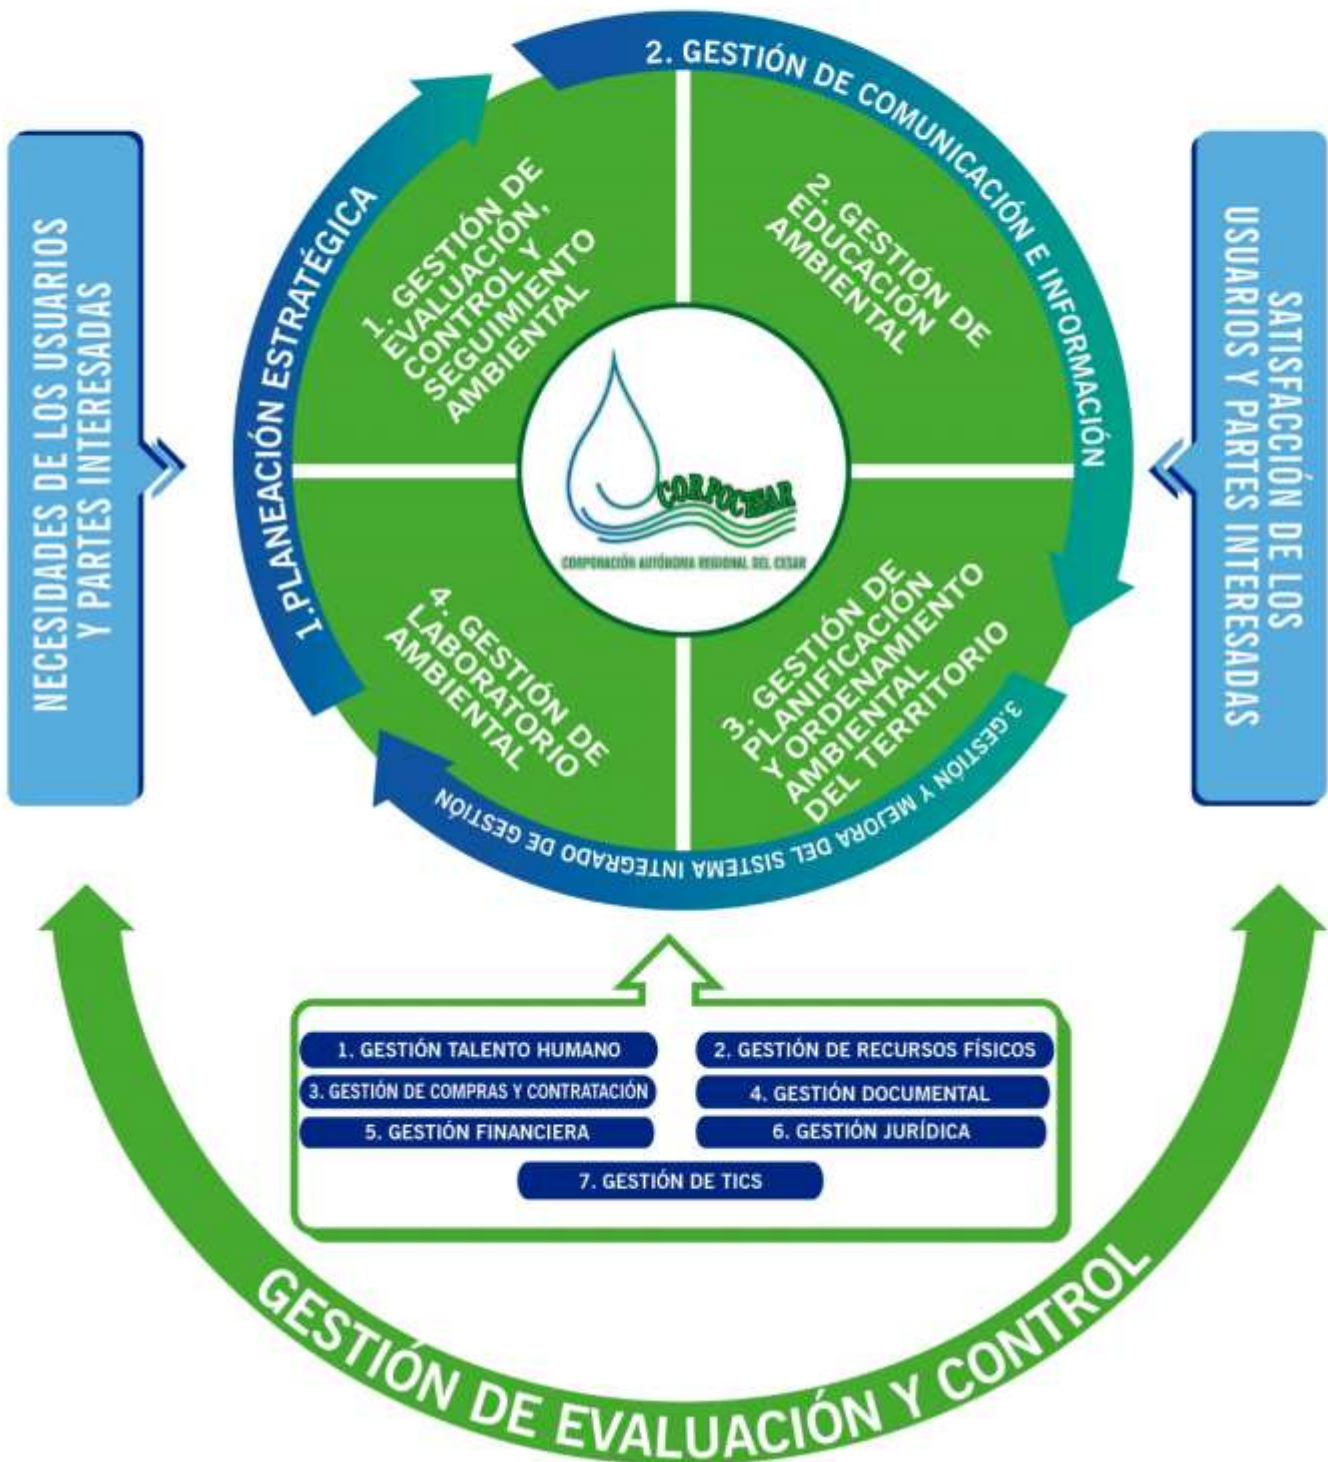 NECESIDADES DE LOS USUARIOS
Y PARTES INTERESADAS
1.PLANEACIÓN ESTRATÉGICA
2. GESTIÓN DE COMUNICACIÓN E INFORMACIÓN
3.GESTIÓN Y MEJORA DEL SISTEMA INTEGRADO DE GESTIÓN
1. GESTIÓN DE
EVALUACIÓN,
CONTROL Y
SEGUIMIENTO
AMBIENTAL
2. GESTIÓN DE
EDUCACIÓN
AMBIENTAL
3. GESTIÓN DE
PLANIFICACIÓN
Y ORDENAMIENTO
AMBIENTAL
DEL TERRITORIO
4. GESTIÓN DE
LABORATORIO
AMBIENTAL
CORPOCESAR
CORPORACIÓN AUTÓNOMA REGIONAL DEL CESAR
SATISFACCIÓN DE LOS
USUARIOS Y PARTES INTERESADAS
1. GESTIÓN TALENTO HUMANO
2. GESTIÓN DE RECURSOS FÍSICOS
3. GESTIÓN DE COMPRAS Y CONTRATACIÓN
4. GESTIÓN DOCUMENTAL
5. GESTIÓN FINANCIERA
6. GESTIÓN JURÍDICA
7. GESTIÓN DE TICS
GESTIÓN DE EVALUACIÓN Y CONTROL